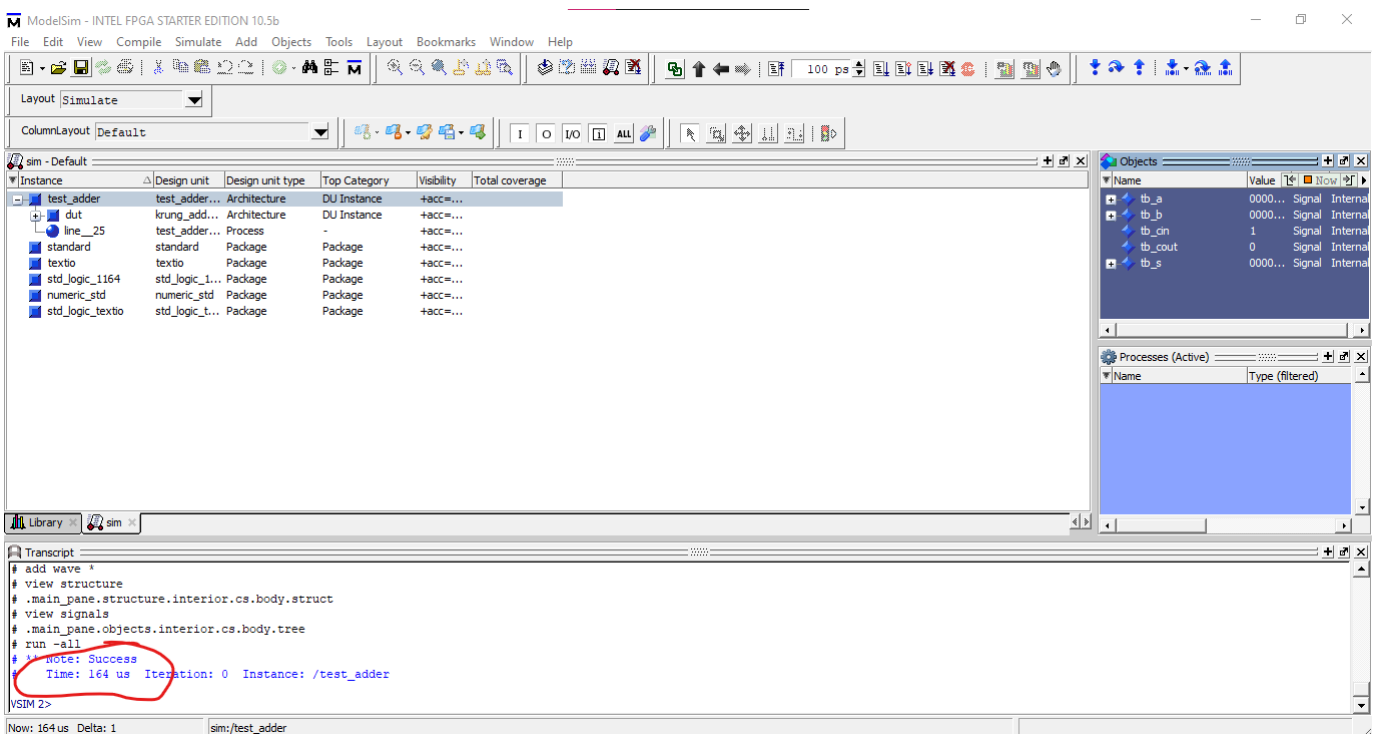 ModelSim - INTEL FPGA STARTER EDITION 10.5b
File Edit View Compile Simulate Add Objects Tools Layout Bookmarks Window Help
100 ps
Layout Simulate
ColumnLayout Default
I O I/O 1 ALL
sim - Default
Instance Design unit Design unit type Top Category Visibility Total coverage
test_adder test_adder... Architecture DU Instance +acc=...
dut krung_add... Architecture DU Instance +acc=...
line__25 test_adder... Process - +acc=...
standard standard Package Package +acc=...
textio textio Package Package +acc=...
std_logic_1164 std_logic_1... Package Package +acc=...
numeric_std numeric_std Package Package +acc=...
std_logic_textio std_logic_t... Package Package +acc=...
Objects
Name Value Now
tb_a 0000... Signal Internal
tb_b 0000... Signal Internal
tb_cin 1 Signal Internal
tb_cout 0 Signal Internal
tb_s 0000... Signal Internal
Processes (Active)
Name Type (filtered)
Library sim
Transcript
# add wave *
# view structure
# .main_pane.structure.interior.cs.body.struct
# view signals
# .main_pane.objects.interior.cs.body.tree
# run -all
# ** Note: Success
# Time: 164 us Iteration: 0 Instance: /test_adder
VSIM 2>
Now: 164 us Delta: 1 sim:/test_adder